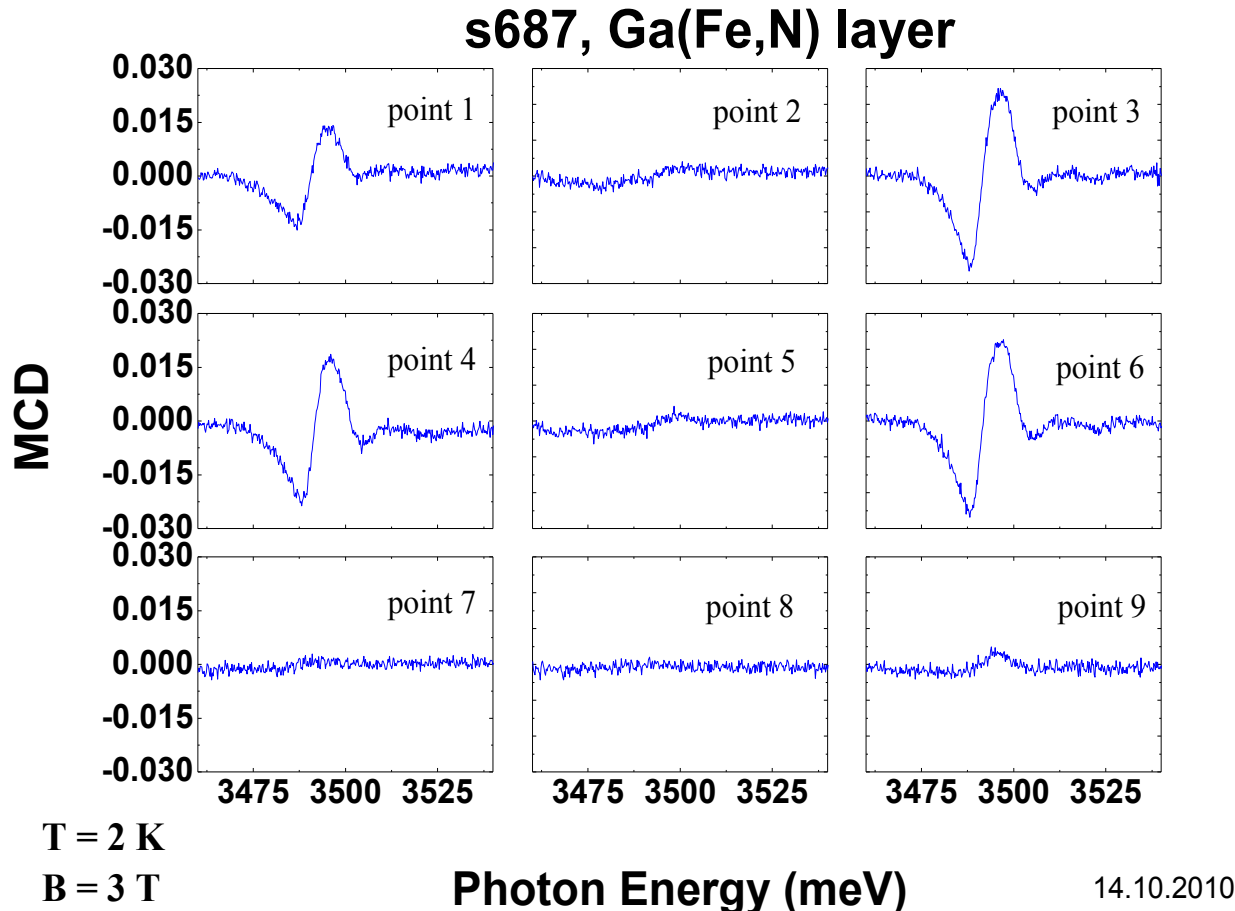 s687, Ga(Fe,N) layer
MCD
0.030
0.015
0.000
-0.015
-0.030
point 1
point 2
point 3
0.030
0.015
0.000
-0.015
-0.030
point 4
point 5
point 6
0.030
0.015
0.000
-0.015
-0.030
point 7
point 8
point 9
3475 3500 3525
3475 3500 3525
3475 3500 3525
T = 2 K
B = 3 T
Photon Energy (meV)
14.10.2010